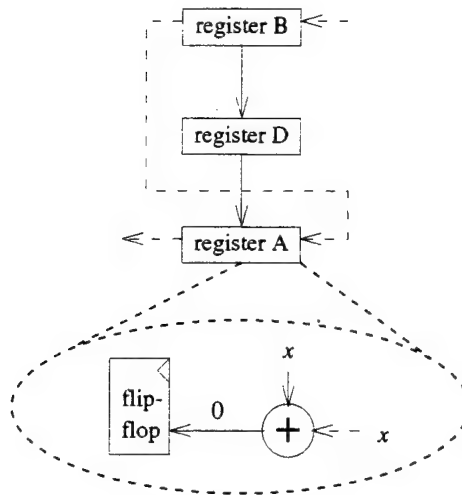 register B
register D
register A
x
flip-
flop
0
+
x